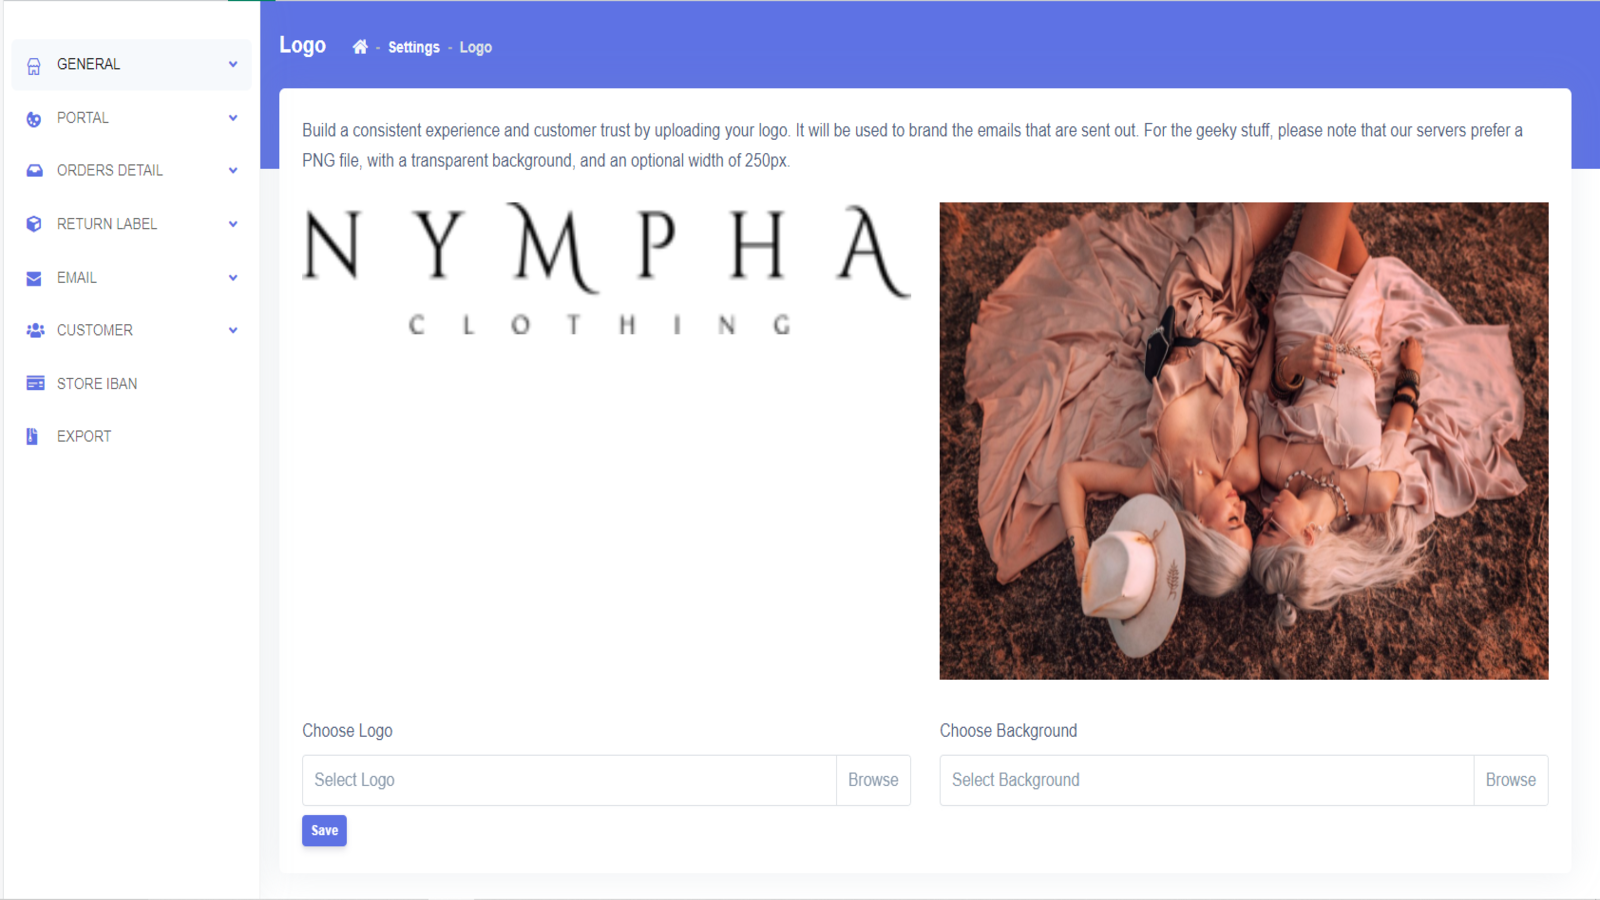 Logo - Settings - Logo
GENERAL
PORTAL
ORDERS DETAIL
RETURN LABEL
EMAIL
CUSTOMER
STORE IBAN
EXPORT
Build a consistent experience and customer trust by uploading your logo. It will be used to brand the emails that are sent out. For the geeky stuff, please note that our servers prefer a
PNG file, with a transparent background, and an optional width of 250px.
NYMPHA
CLOTHING
Choose Logo
Select Logo Browse
Save
Choose Background
Select Background Browse